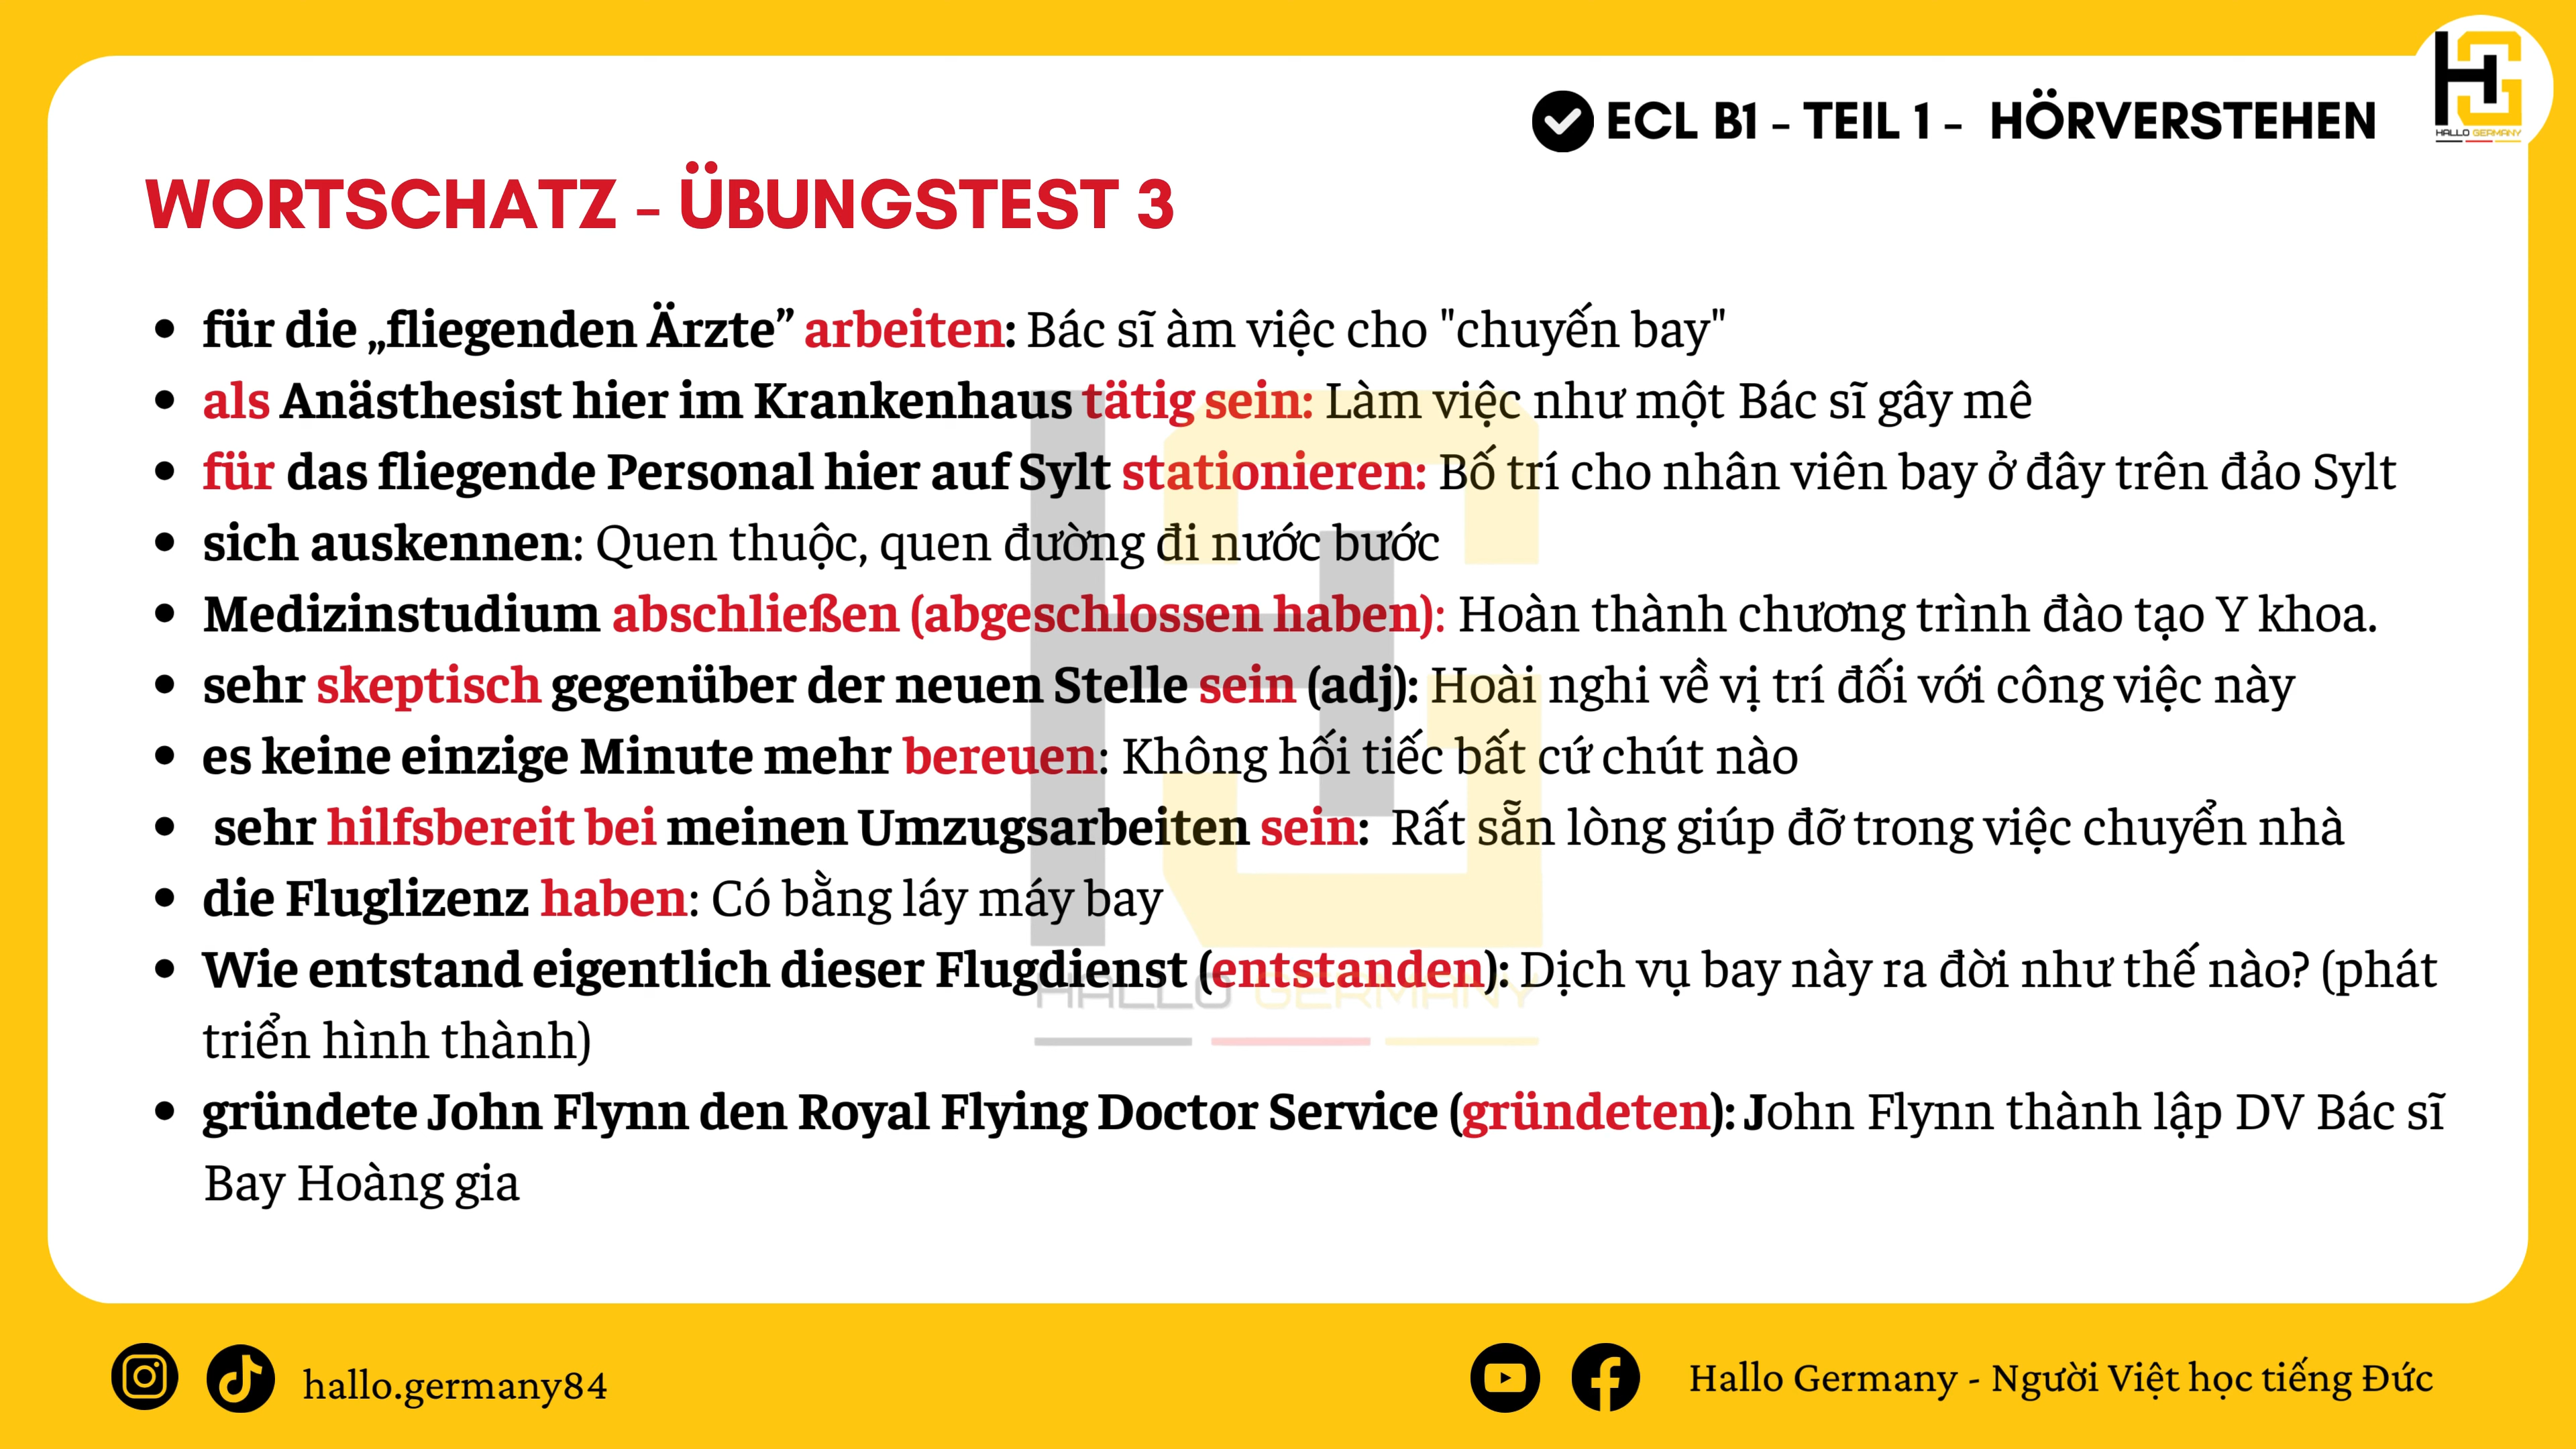 ECL B1 - TEIL 1 - HÖRVERSTEHEN
HALLO GERMANY
WORTSCHATZ - ÜBUNGSTEST 3
• für die „fliegenden Ärzte” arbeiten: Bác sĩ àm việc cho "chuyến bay"
• als Anästhesist hier im Krankenhaus tätig sein: Làm việc như một Bác sĩ gây mê
• für das fliegende Personal hier auf Sylt stationieren: Bố trí cho nhân viên bay ở đây trên đảo Sylt
• sich auskennen: Quen thuộc, quen đường đi nước bước
• Medizinstudium abschließen (abgeschlossen haben): Hoàn thành chương trình đào tạo Y khoa.
• sehr skeptisch gegenüber der neuen Stelle sein (adj): Hoài nghi về vị trí đối với công việc này
• es keine einzige Minute mehr bereuen: Không hối tiếc bất cứ chút nào
• sehr hilfsbereit bei meinen Umzugsarbeiten sein: Rất sẵn lòng giúp đỡ trong việc chuyển nhà
• die Fluglizenz haben: Có bằng láy máy bay
• Wie entstand eigentlich dieser Flugdienst (entstanden): Dịch vụ bay này ra đời như thế nào? (phát
triển hình thành)
HALLO GERMANY
• gründete John Flynn den Royal Flying Doctor Service (gründeten): John Flynn thành lập DV Bác sĩ
Bay Hoàng gia
hallo.germany84
Hallo Germany - Người Việt học tiếng Đức